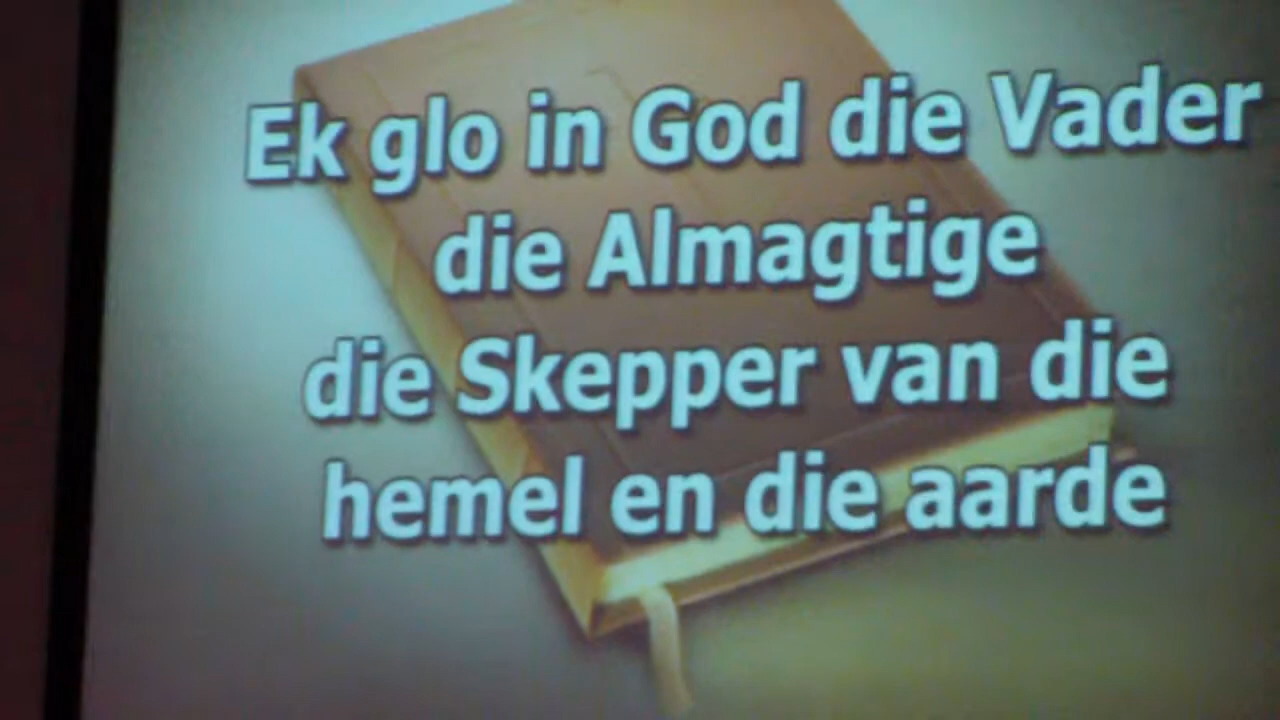 Ek glo in God die Vader
die Almagtige
die Skepper van die
hemel en die aarde